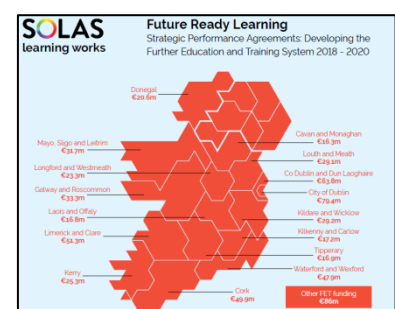 SOLAS
learning works
Future Ready Learning
Strategic Performance Agreements: Developing the
Further Education and Training System 2018 - 2020
Donegal
€20.6m
Mayo, Sligo and Leitrim
€31.7m
Longford and Westmeath
€23.3m
Galway and Roscommon
€33.3m
Laois and Offaly
€16.8m
Limerick and Clare
€51.3m
Kerry
€25.3m
Cork
€49.9m
Cavan and Monaghan
€16.3m
Louth and Meath
€29.1m
Co Dublin and Dun Laoghaire
€63.8m
City of Dublin
€79.4m
Kildare and Wicklow
€29.2m
Kilkenny and Carlow
€17.2m
Tipperary
€16.9m
Waterford and Wexford
€47.9m
Other FET funding
€86m